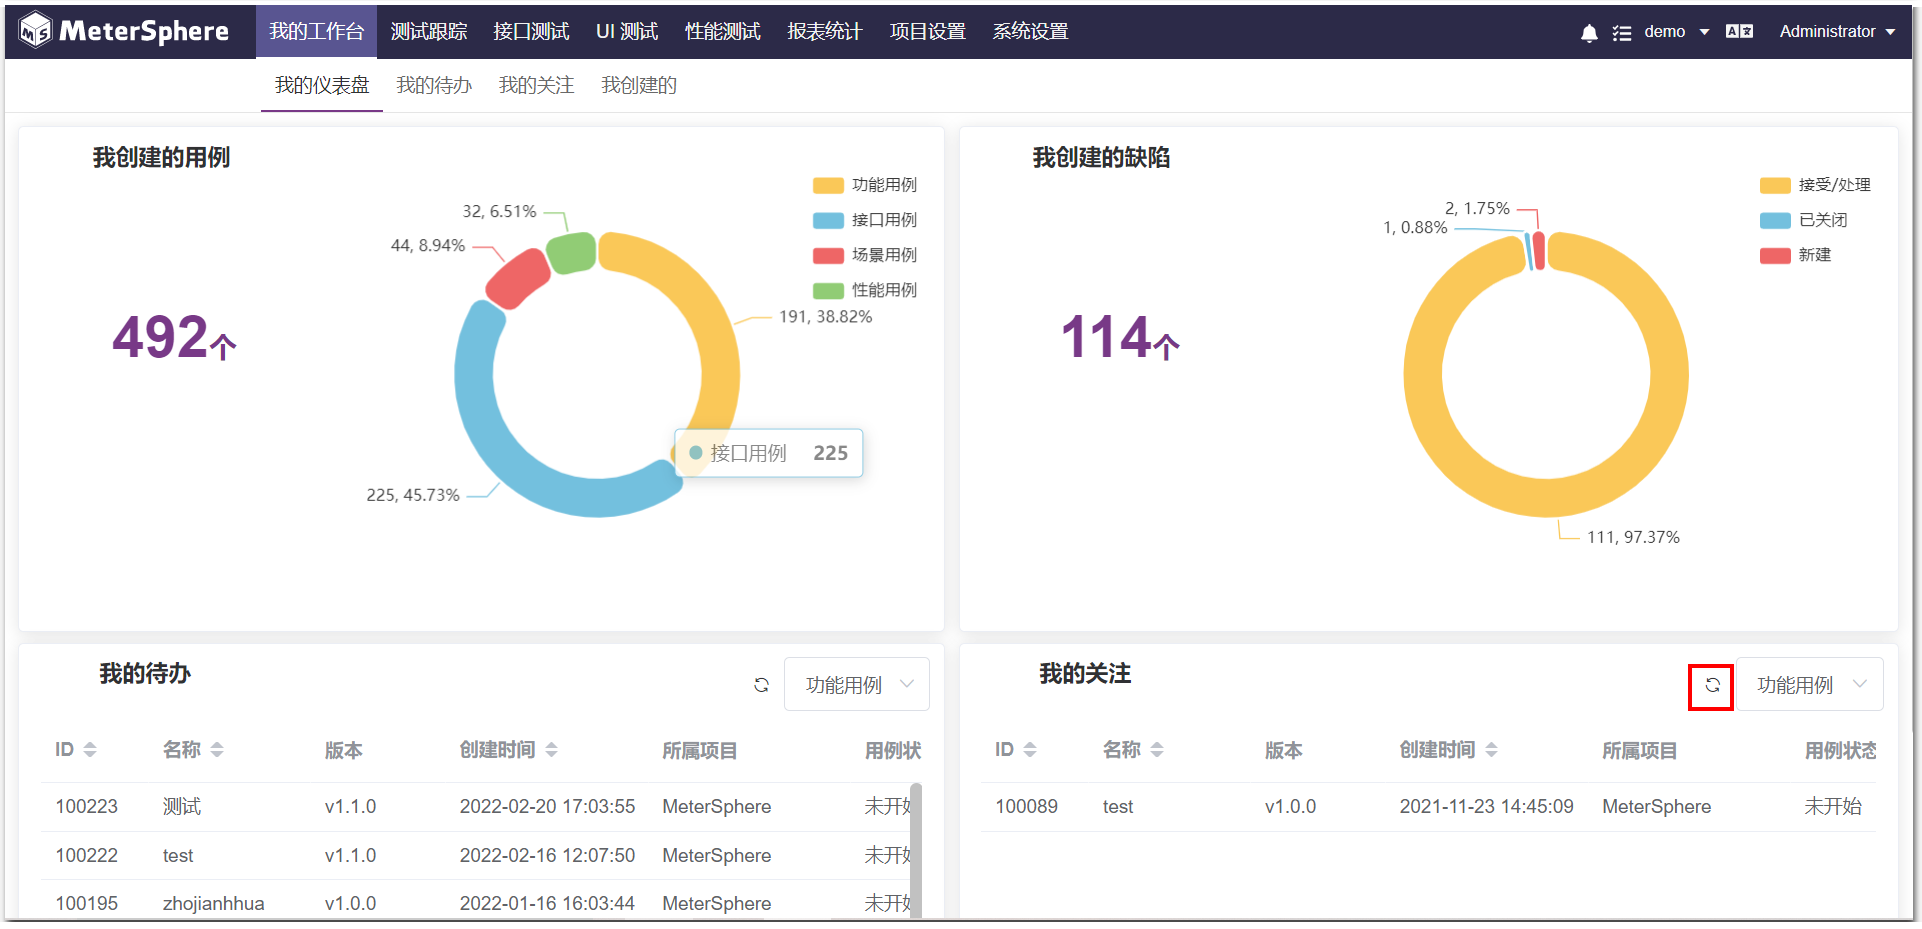 MeterSphere 我的工作台 测试跟踪 接口测试 UI 测试 性能测试 报表统计 项目设置 系统设置 demo Administrator
我的仪表盘 我的待办 我的关注 我创建的
我创建的用例
功能用例
接口用例
场景用例
性能用例
32, 6.51%
44, 8.94%
191, 38.82%
492个
接口用例 225
225, 45.73%
我创建的缺陷
接受/处理
已关闭
新建
2, 1.75%
1, 0.88%
114个
111, 97.37%
我的待办 功能用例
ID 名称 版本 创建时间 所属项目 用例状
100223 测试 v1.1.0 2022-02-20 17:03:55 MeterSphere 未开始
100222 test v1.1.0 2022-02-16 12:07:50 MeterSphere 未开始
100195 zhojianhhua v1.0.0 2022-01-16 16:03:44 MeterSphere 未开始
我的关注 功能用例
ID 名称 版本 创建时间 所属项目 用例状态
100089 test v1.0.0 2021-11-23 14:45:09 MeterSphere 未开始